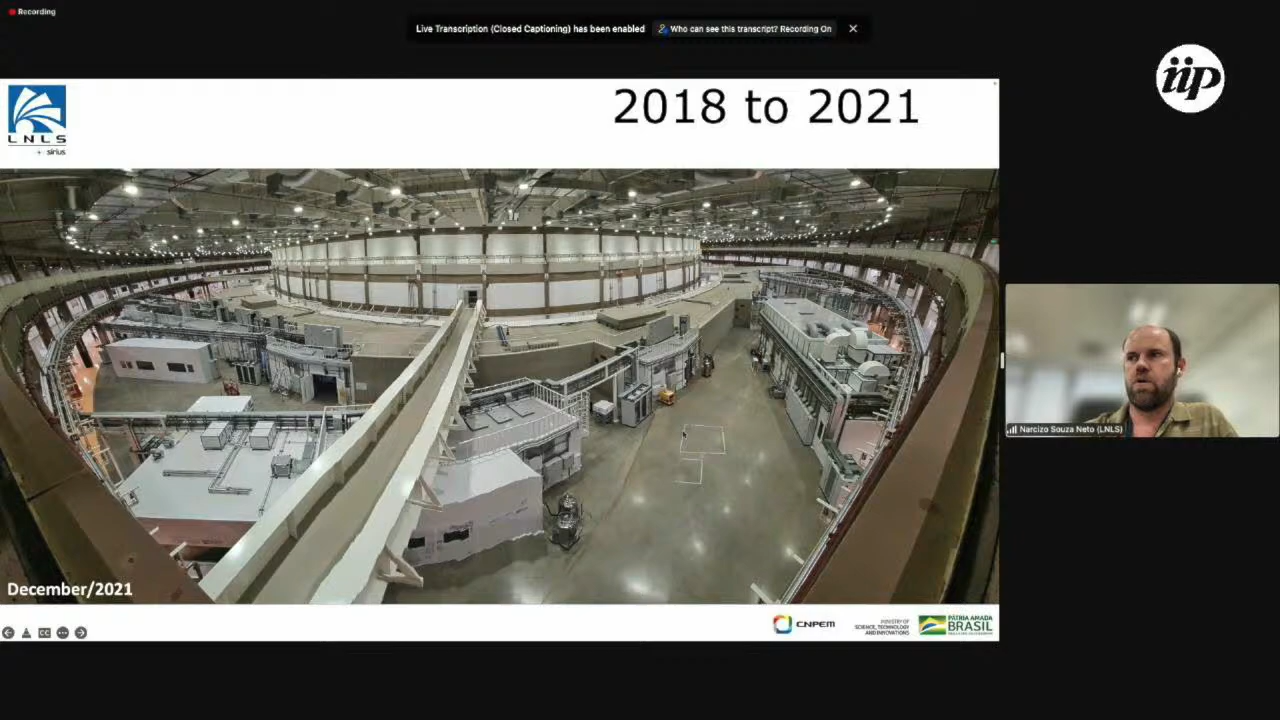 Recording
Live Transcription (Closed Captioning) has been enabled
Who can see this transcript? Recording On
iip
2018 to 2021
LNLS
sirius
Narcizo Souza Neto (LNLS)
December/2021
CC
CNPEM
MINISTRY OF
SCIENCE, TECHNOLOGY
AND INNOVATIONS
PÁTRIA AMADA
BRASIL